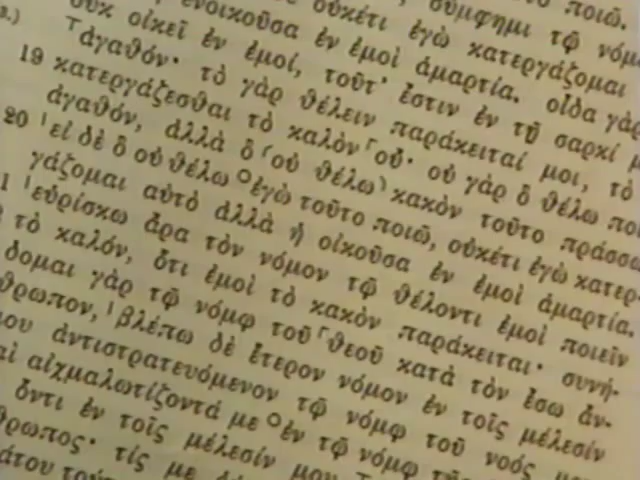 ποιῶ.
ἐνοικοῦσα οὐκέτι ἐγὼ σύμφημι τῷ
οὐκ οἰκεῖ ἐν ἐμοί, ἐν ἐμοὶ ἁμαρτία. κατεργάζομαι
⸆ἀγαθόν· τὸ γὰρ τοῦτ' ἔστιν ἐν τῇ οἶδα γὰρ
19 κατεργάζεσθαι τὸ θέλειν παράκειταί μοι, σαρκί
ἀγαθόν, ἀλλὰ ὃ καλὸν ⸀οὔ· οὐ γὰρ ὃ θέλω τὸ
20 ⸍εἰ δὲ ὃ οὐ θέλω ⸂οὐ θέλω⸃ κακὸν τοῦτο ποι
γάζομαι αὐτὸ °ἐγὼ τοῦτο ποιῶ, οὐκέτι πράσσω
1 ⸍εὑρίσκω ἄρα ἀλλὰ ἡ οἰκοῦσα ἐν ἐγὼ κατερ-
τὸ καλόν, ὅτι τὸν νόμον τῷ θέλοντι ἐμοὶ ἁμαρτία.
δομαι γὰρ τῷ ἐμοὶ τὸ κακὸν παράκειται· ἐμοὶ ποιεῖν
θρωπον, ⸍βλέπω νόμῳ τοῦ ⸀θεοῦ κατὰ τὸν συνή-
μου ἀντιστρατευόμενον δὲ ἕτερον νόμον ἐν ἔσω ἄν-
αἰχμαλωτίζοντά με τῷ νόμῳ τοῦ τοῖς μέλεσίν
ὄντι ἐν τοῖς μέλεσίν °ἐν τῷ νόμῳ νοός
θρωπος· τίς με μου